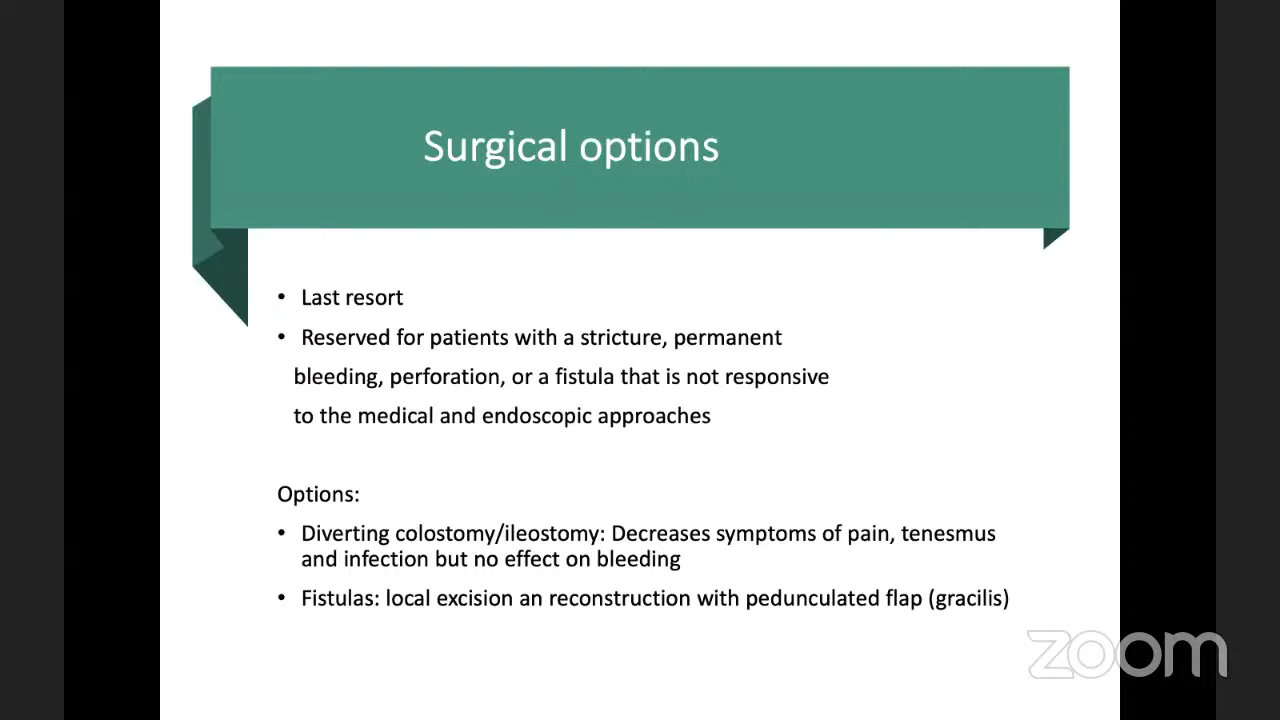 Surgical options
• Last resort
• Reserved for patients with a stricture, permanent
bleeding, perforation, or a fistula that is not responsive
to the medical and endoscopic approaches
Options:
• Diverting colostomy/ileostomy: Decreases symptoms of pain, tenesmus
and infection but no effect on bleeding
• Fistulas: local excision an reconstruction with pedunculated flap (gracilis)
zoom